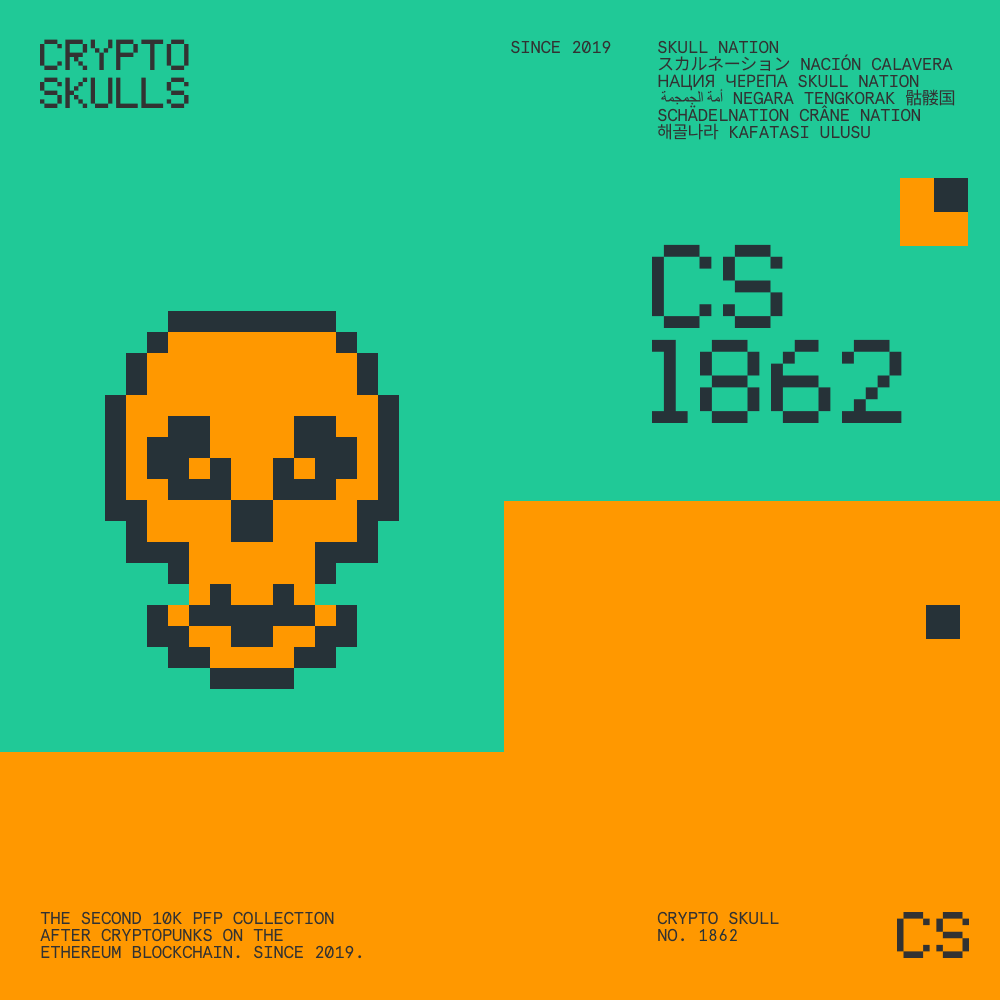 CRYPTO
SKULLS
SINCE 2019
SKULL NATION
スカルネーション NACIÓN CALAVERA
НАЦИЯ ЧЕРЕПА SKULL NATION
أمة الجمجمة NEGARA TENGKORAK 骷髅国
SCHÄDELNATION CRÂNE NATION
해골나라 KAFATASI ULUSU
CS
1862
THE SECOND 10K PFP COLLECTION
AFTER CRYPTOPUNKS ON THE
ETHEREUM BLOCKCHAIN. SINCE 2019.
CRYPTO SKULL
NO. 1862
CS